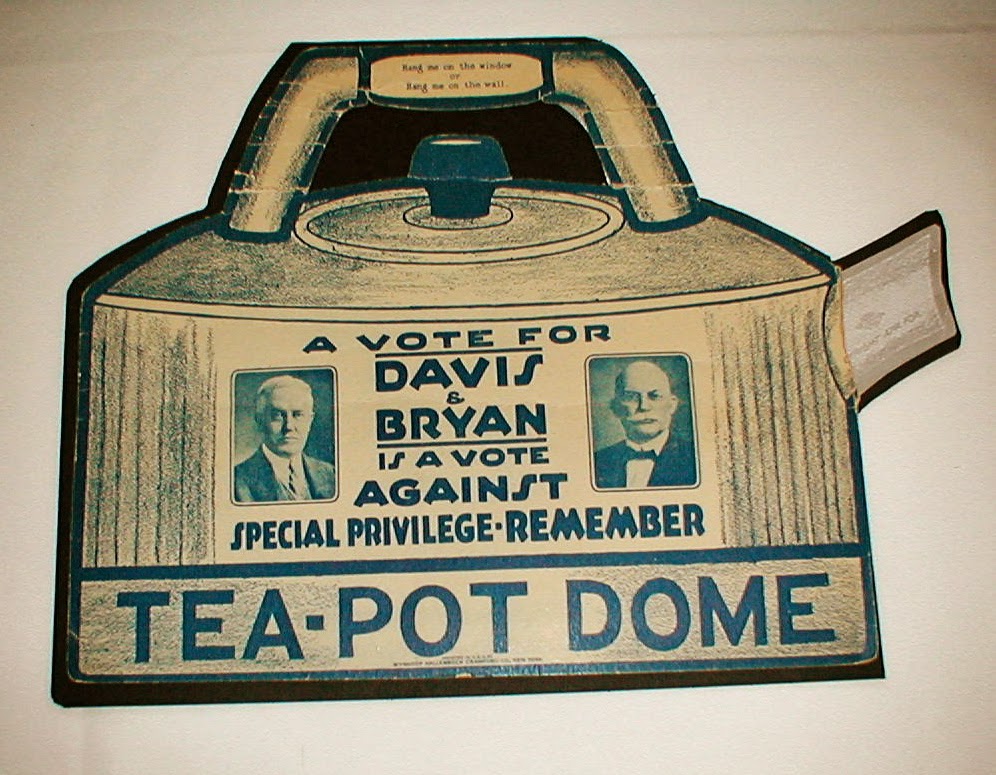 Hang me on the window
or
Hang me on the wall.
A VOTE FOR
DAVIS
&
BRYAN
IS A VOTE
AGAINST
SPECIAL PRIVILEGE·REMEMBER
TEA-POT DOME